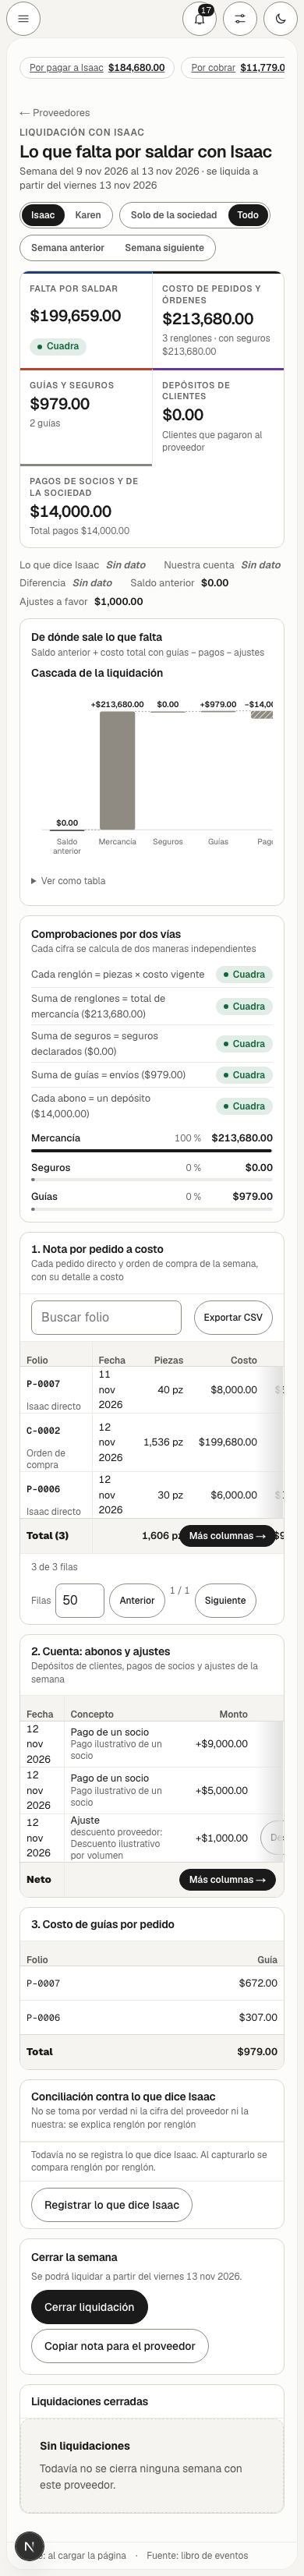 17
Por pagar a Isaac $184,680.00
Por cobrar $11,779.0
← Proveedores
LIQUIDACIÓN CON ISAAC
Lo que falta por saldar con Isaac
Semana del 9 nov 2026 al 13 nov 2026 · se liquida a
partir del viernes 13 nov 2026
Isaac Karen Solo de la sociedad Todo
Semana anterior Semana siguiente
FALTA POR SALDAR
$199,659.00
Cuadra
COSTO DE PEDIDOS Y
ÓRDENES
$213,680.00
3 renglones · con seguros
$213,680.00
GUÍAS Y SEGUROS
$979.00
2 guías
DEPÓSITOS DE
CLIENTES
$0.00
Clientes que pagaron al
proveedor
PAGOS DE SOCIOS Y DE
LA SOCIEDAD
$14,000.00
Total pagos $14,000.00
Lo que dice Isaac Sin dato Nuestra cuenta Sin dato
Diferencia Sin dato Saldo anterior $0.00
Ajustes a favor $1,000.00
De dónde sale lo que falta
Saldo anterior + costo total con guías − pagos − ajustes
Cascada de la liquidación
+$213,680.00 $0.00 +$979.00 −$14,00
$0.00
Saldo
anterior
Mercancía
Seguros
Guías
Pago
▶ Ver como tabla
Comprobaciones por dos vías
Cada cifra se calcula de dos maneras independientes
Cada renglón = piezas × costo vigente Cuadra
Suma de renglones = total de
mercancía ($213,680.00) Cuadra
Suma de seguros = seguros
declarados ($0.00) Cuadra
Suma de guías = envíos ($979.00) Cuadra
Cada abono = un depósito
($14,000.00) Cuadra
Mercancía 100 % $213,680.00
Seguros 0 % $0.00
Guías 0 % $979.00
1. Nota por pedido a costo
Cada pedido directo y orden de compra de la semana,
con su detalle a costo
Buscar folio
Exportar CSV
Folio Fecha Piezas Costo
P-0007
Isaac directo
11
nov
2026
40 pz $8,000.00
C-0002
Orden de
compra
12
nov
2026
1,536 pz $199,680.00
P-0006
Isaac directo
12
nov
2026
30 pz $6,000.00
Total (3) 1,606 pz Más columnas →
3 de 3 filas
Filas 50 Anterior 1 / 1 Siguiente
2. Cuenta: abonos y ajustes
Depósitos de clientes, pagos de socios y ajustes de la
semana
Fecha Concepto Monto
12
nov
2026
Pago de un socio
Pago ilustrativo de un
socio
+$9,000.00
12
nov
2026
Pago de un socio
Pago ilustrativo de un
socio
+$5,000.00
12
nov
2026
Ajuste
descuento proveedor:
Descuento ilustrativo
por volumen
+$1,000.00
Neto Más columnas →
3. Costo de guías por pedido
Folio Guía
P-0007 $672.00
P-0006 $307.00
Total $979.00
Conciliación contra lo que dice Isaac
No se toma por verdad ni la cifra del proveedor ni la
nuestra: se explica renglón por renglón
Todavía no se registra lo que dice Isaac. Al capturarlo se
compara renglón por renglón.
Registrar lo que dice Isaac
Cerrar la semana
Se podrá liquidar a partir del viernes 13 nov 2026.
Cerrar liquidación
Copiar nota para el proveedor
Liquidaciones cerradas
Sin liquidaciones
Todavía no se cierra ninguna semana con
este proveedor.
N
al cargar la página · Fuente: libro de eventos